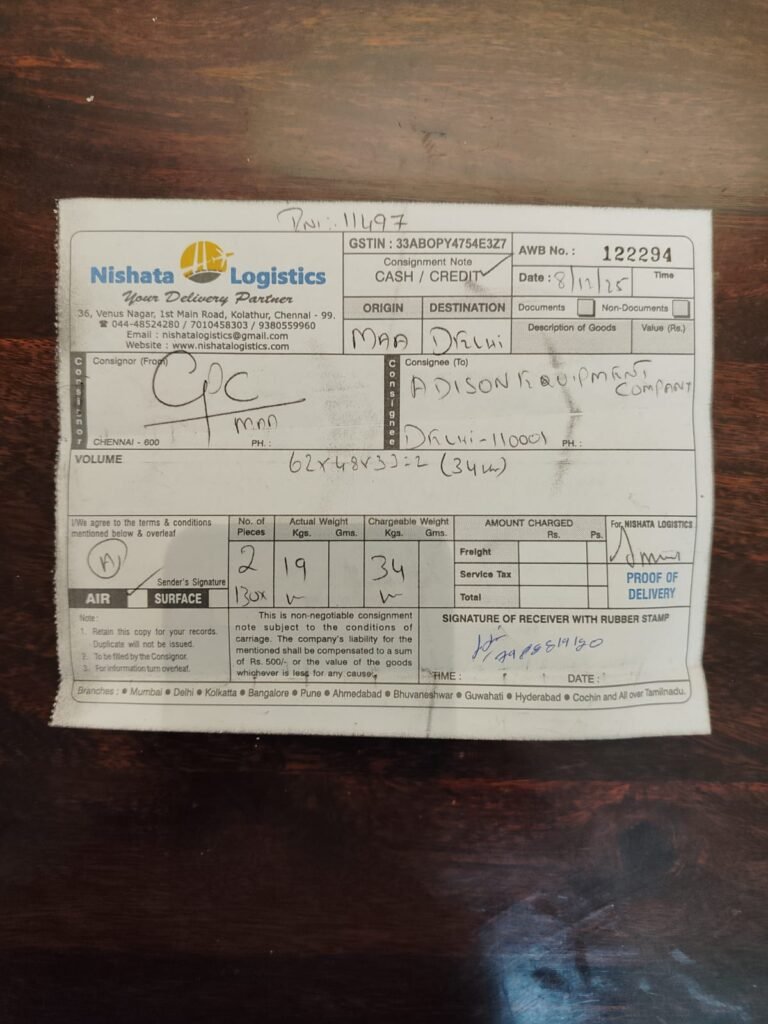 11497
Nishata Logistics
Your Delivery Partner
36, Venus Nagar, 1st Main Road, Kolathur, Chennai - 99.
☎ 044-48524280 / 7010458303 / 9380559960
Email : nishatalogistics@gmail.com
Website : www.nishatalogistics.com
GSTIN : 33ABOPY4754E3Z7
Consignment Note
CASH / CREDIT ✓
AWB No. : 122294
Date : 8/12/25 Time
ORIGIN DESTINATION
MAA DELHI
Documents Non-Documents
Description of Goods Value (Rs.)
Consignor
Consignor (From)
CPC
MAA
CHENNAI - 600 PH. :
Consignee
Consignee (To)
ADISON EQUIPMENT
COMPANY
DELHI-110001 PH. :
VOLUME
I/We agree to the terms & conditions
mentioned below & overleaf
A
Sender's Signature
AIR ✓ SURFACE
No. of Pieces
2
Box
Actual Weight
Kgs. Gms.
19
Chargeable Weight
Kgs. Gms.
34
AMOUNT CHARGED
Rs. Ps.
Freight
Service Tax
Total
For NISHATA LOGISTICS
PROOF OF
DELIVERY
Note :
1. Retain this copy for your records.
Duplicate will not be issued.
2. To be filled by the Consignor.
3. For information turn overleaf.
This is non-negotiable consignment
note subject to the conditions of
carriage. The company's liability for the
mentioned shall be compensated to a sum
of Rs. 500/- or the value of the goods
whichever is less for any cause.
SIGNATURE OF RECEIVER WITH RUBBER STAMP
TIME : DATE :
Branches : ● Mumbai ● Delhi ● Kolkatta ● Bangalore ● Pune ● Ahmedabad ● Bhuvaneshwar ● Guwahati ● Hyderabad ● Cochin and All over Tamilnadu.